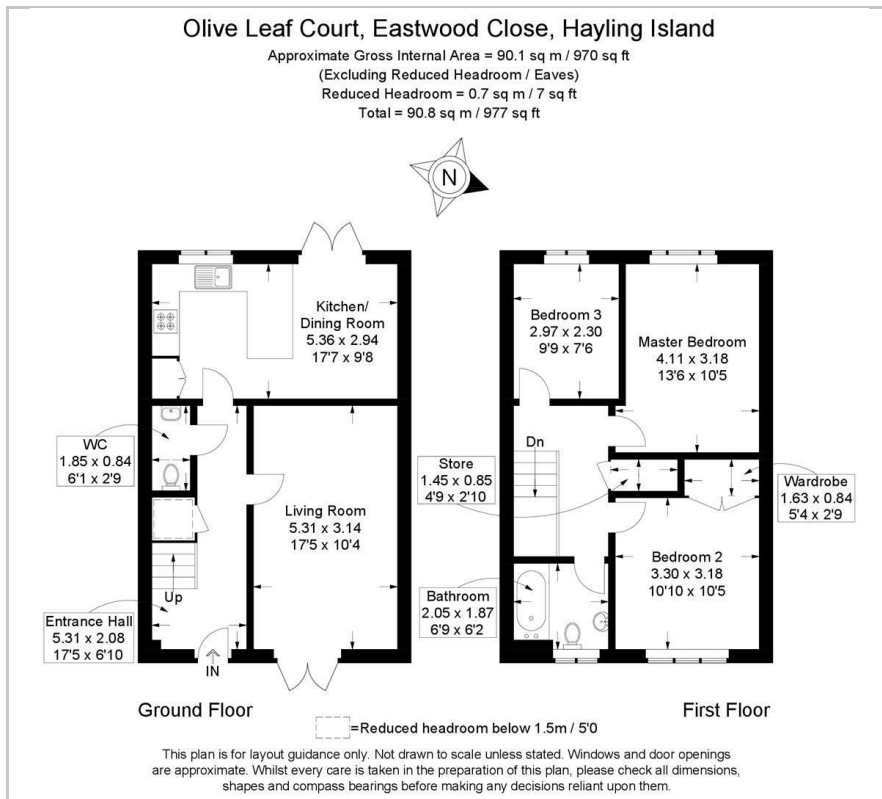 Olive Leaf Court, Eastwood Close, Hayling Island
Approximate Gross Internal Area = 90.1 sq m / 970 sq ft
(Excluding Reduced Headroom / Eaves)
Reduced Headroom = 0.7 sq m / 7 sq ft
Total = 90.8 sq m / 977 sq ft
N
Kitchen/
Dining Room
5.36 x 2.94
17'7 x 9'8
WC
1.85 x 0.84
6'1 x 2'9
Living Room
5.31 x 3.14
17'5 x 10'4
Up
Entrance Hall
5.31 x 2.08
17'5 x 6'10
IN
Ground Floor
Bedroom 3
2.97 x 2.30
9'9 x 7'6
Master Bedroom
4.11 x 3.18
13'6 x 10'5
Dn
Store
1.45 x 0.85
4'9 x 2'10
Wardrobe
1.63 x 0.84
5'4 x 2'9
Bedroom 2
3.30 x 3.18
10'10 x 10'5
Bathroom
2.05 x 1.87
6'9 x 6'2
First Floor
=Reduced headroom below 1.5m / 5'0
This plan is for layout guidance only. Not drawn to scale unless stated. Windows and door openings
are approximate. Whilst every care is taken in the preparation of this plan, please check all dimensions,
shapes and compass bearings before making any decisions reliant upon them.